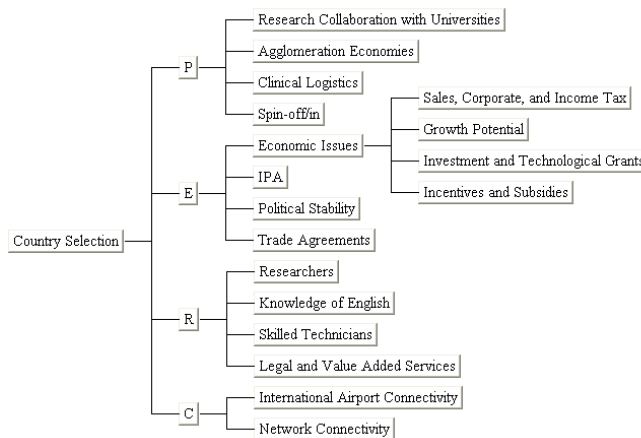 Country Selection
P
Research Collaboration with Universities
Agglomeration Economies
Clinical Logistics
Spin-off/in
E
Economic Issues
Sales, Corporate, and Income Tax
Growth Potential
Investment and Technological Grants
Incentives and Subsidies
IPA
Political Stability
Trade Agreements
R
Researchers
Knowledge of English
Skilled Technicians
Legal and Value Added Services
C
International Airport Connectivity
Network Connectivity